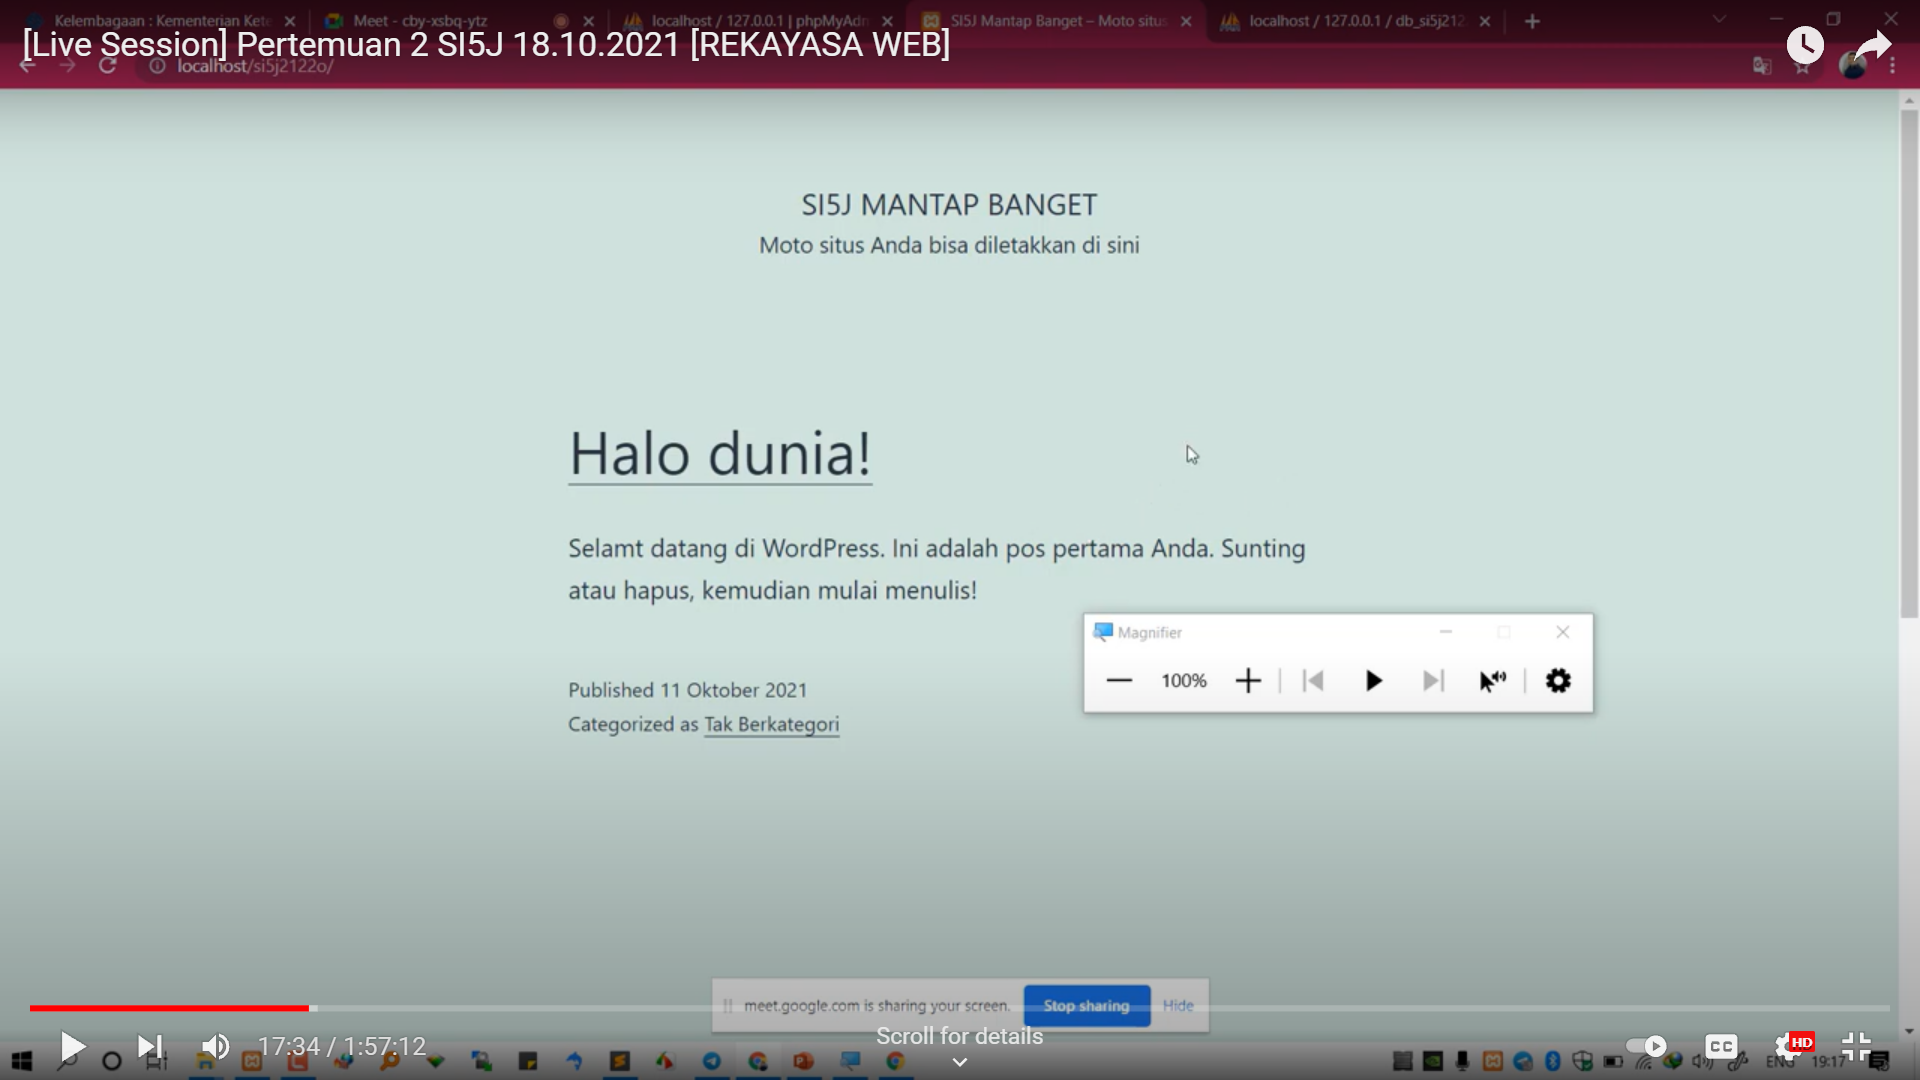 Kelembagaan : Kementerian Kete
Meet - cby-xsbq-ytz
localhost / 127.0.0.1 | phpMyAdm
SI5J Mantap Banget – Moto situs
localhost / 127.0.0.1 / db_si5j212
[Live Session] Pertemuan 2 SI5J 18.10.2021 [REKAYASA WEB]
localhost/si5j2122o/
SI5J MANTAP BANGET
Moto situs Anda bisa diletakkan di sini
Halo dunia!
Selamt datang di WordPress. Ini adalah pos pertama Anda. Sunting
atau hapus, kemudian mulai menulis!
Magnifier
100%
Published 11 Oktober 2021
Categorized as Tak Berkategori
meet.google.com is sharing your screen.
Stop sharing
Hide
Scroll for details
17:34 / 1:57:12
CC
HD
ENG
19:17